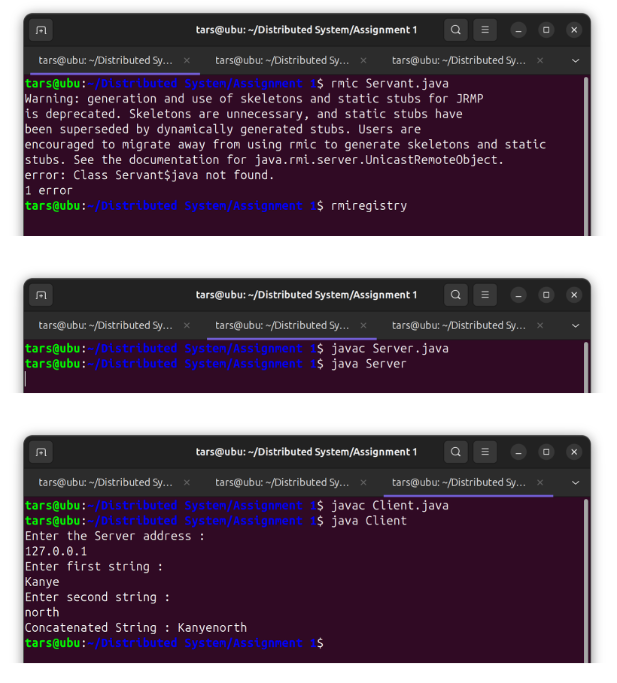 tars@ubu: ~/Distributed System/Assignment 1
tars@ubu: ~/Distributed Sy... × tars@ubu: ~/Distributed Sy... × tars@ubu: ~/Distributed Sy... ×
tars@ubu:~/Distributed System/Assignment 1$ rmic Servant.java
Warning: generation and use of skeletons and static stubs for JRMP
is deprecated. Skeletons are unnecessary, and static stubs have
been superseded by dynamically generated stubs. Users are
encouraged to migrate away from using rmic to generate skeletons and static
stubs. See the documentation for java.rmi.server.UnicastRemoteObject.
error: Class Servant$java not found.
1 error
tars@ubu:~/Distributed System/Assignment 1$ rmiregistry
tars@ubu: ~/Distributed System/Assignment 1
tars@ubu: ~/Distributed Sy... × tars@ubu: ~/Distributed Sy... × tars@ubu: ~/Distributed Sy... ×
tars@ubu:~/Distributed System/Assignment 1$ javac Server.java
tars@ubu:~/Distributed System/Assignment 1$ java Server
tars@ubu: ~/Distributed System/Assignment 1
tars@ubu: ~/Distributed Sy... × tars@ubu: ~/Distributed Sy... × tars@ubu: ~/Distributed Sy... ×
tars@ubu:~/Distributed System/Assignment 1$ javac Client.java
tars@ubu:~/Distributed System/Assignment 1$ java Client
Enter the Server address :
127.0.0.1
Enter first string :
Kanye
Enter second string :
north
Concatenated String : Kanyenorth
tars@ubu:~/Distributed System/Assignment 1$